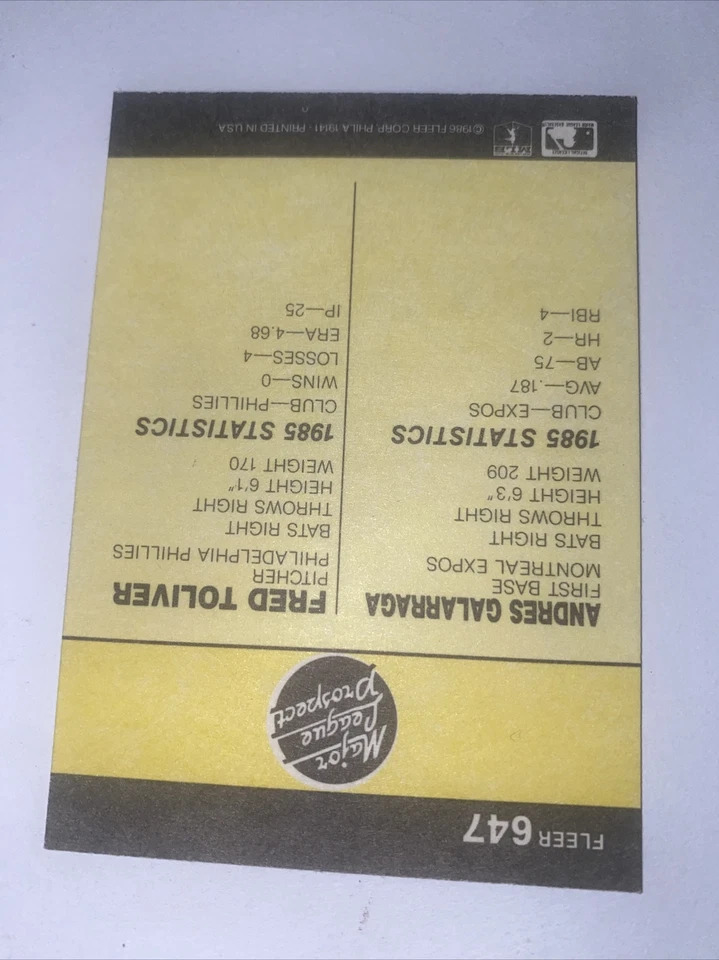 FLEER 647
Major
League
Prospect
ANDRES GALARRAGA
FIRST BASE
MONTREAL EXPOS
BATS RIGHT
THROWS RIGHT
HEIGHT 6'3"
WEIGHT 209
1985 STATISTICS
CLUB—EXPOS
AVG—.187
AB—75
HR—2
RBI—4
FRED TOLIVER
PITCHER
PHILADELPHIA PHILLIES
BATS RIGHT
THROWS RIGHT
HEIGHT 6'1"
WEIGHT 170
1985 STATISTICS
CLUB—PHILLIES
WINS—0
LOSSES—4
ERA—4.68
IP—25
©1986 FLEER CORP. PHILA 19141 · PRINTED IN USA